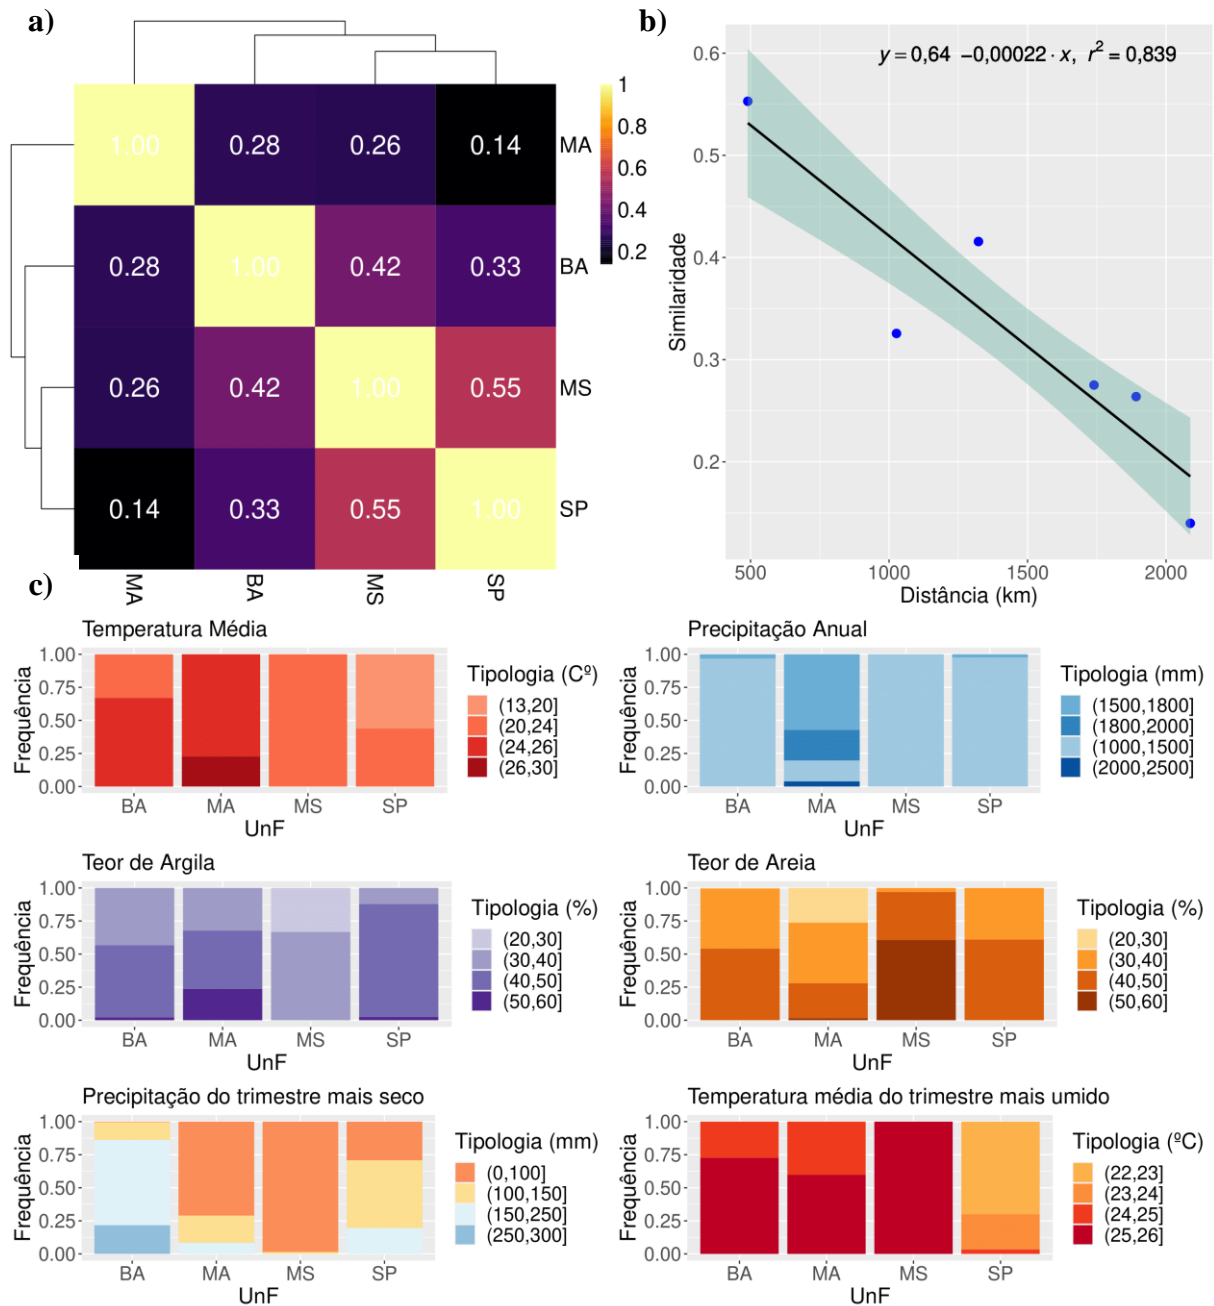 a)
1.00 0.28 0.26 0.14 MA
0.28 1.00 0.42 0.33 BA
0.26 0.42 1.00 0.55 MS
0.14 0.33 0.55 1.00 SP
MA BA MS SP
1
0.8
0.6
0.4
0.2
b)
y = 0,64 −0,00022 · x, r² = 0,839
Similaridade
0.6
0.5
0.4
0.3
0.2
500 1000 1500 2000
Distância (km)
c)
Temperatura Média
Frequência
1.00
0.75
0.50
0.25
0.00
BA MA MS SP
UnF
Tipologia (Cº)
(13,20]
(20,24]
(24,26]
(26,30]
Precipitação Anual
Frequência
1.00
0.75
0.50
0.25
0.00
BA MA MS SP
UnF
Tipologia (mm)
(1500,1800]
(1800,2000]
(1000,1500]
(2000,2500]
Teor de Argila
Frequência
1.00
0.75
0.50
0.25
0.00
BA MA MS SP
UnF
Tipologia (%)
(20,30]
(30,40]
(40,50]
(50,60]
Teor de Areia
Frequência
1.00
0.75
0.50
0.25
0.00
BA MA MS SP
UnF
Tipologia (%)
(20,30]
(30,40]
(40,50]
(50,60]
Precipitação do trimestre mais seco
Frequência
1.00
0.75
0.50
0.25
0.00
BA MA MS SP
UnF
Tipologia (mm)
(0,100]
(100,150]
(150,250]
(250,300]
Temperatura média do trimestre mais umido
Frequência
1.00
0.75
0.50
0.25
0.00
BA MA MS SP
UnF
Tipologia (ºC)
(22,23]
(23,24]
(24,25]
(25,26]